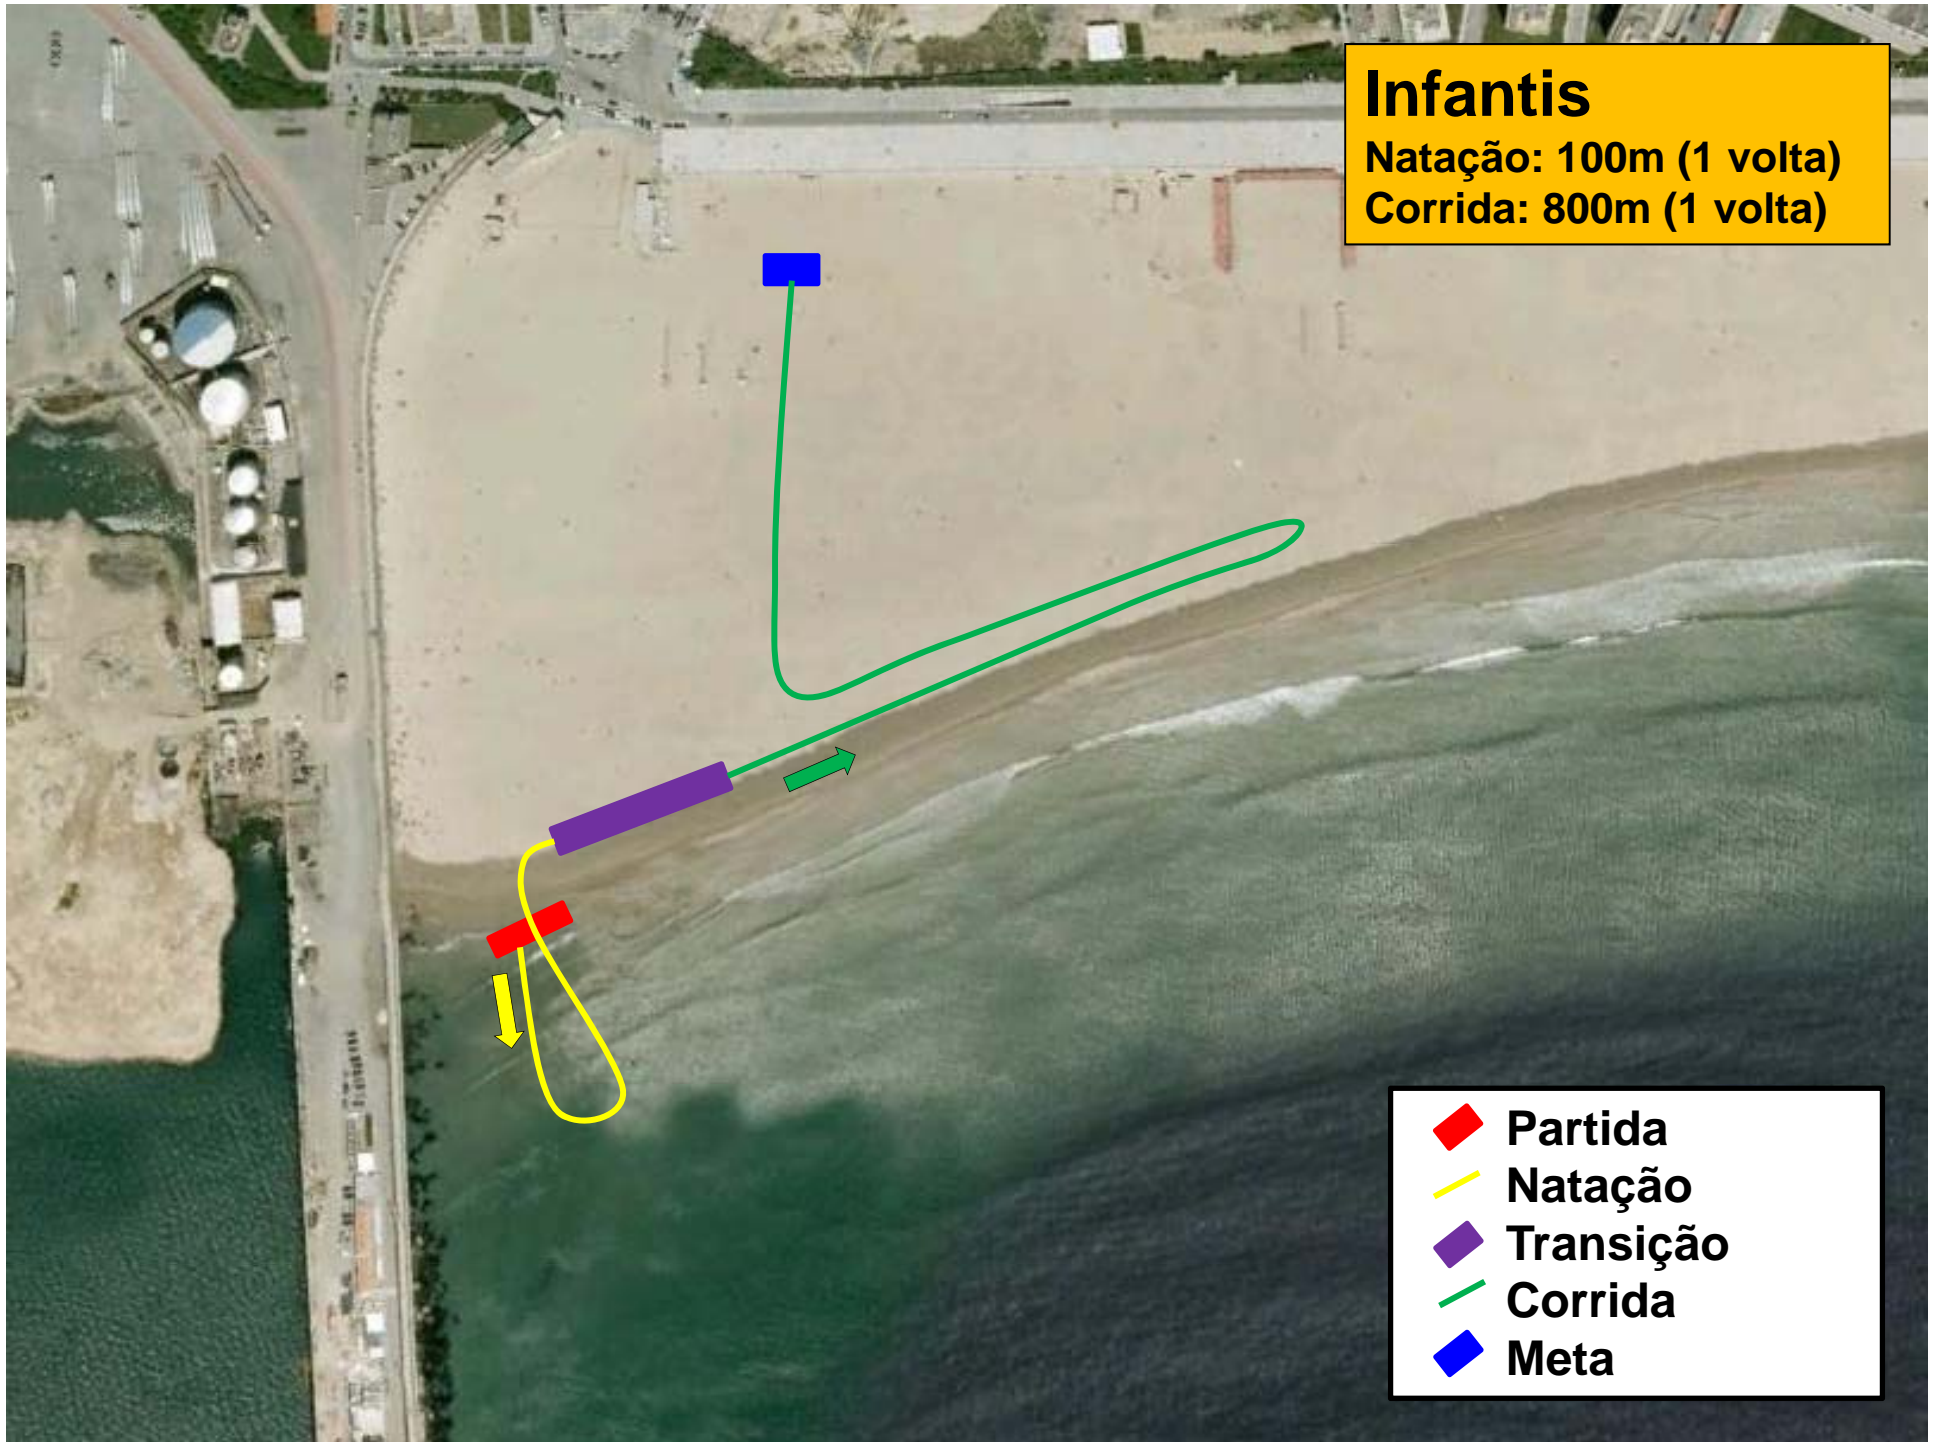 Infantis
Natação: 100m (1 volta)
Corrida: 800m (1 volta)
Partida
Natação
Transição
Corrida
Meta